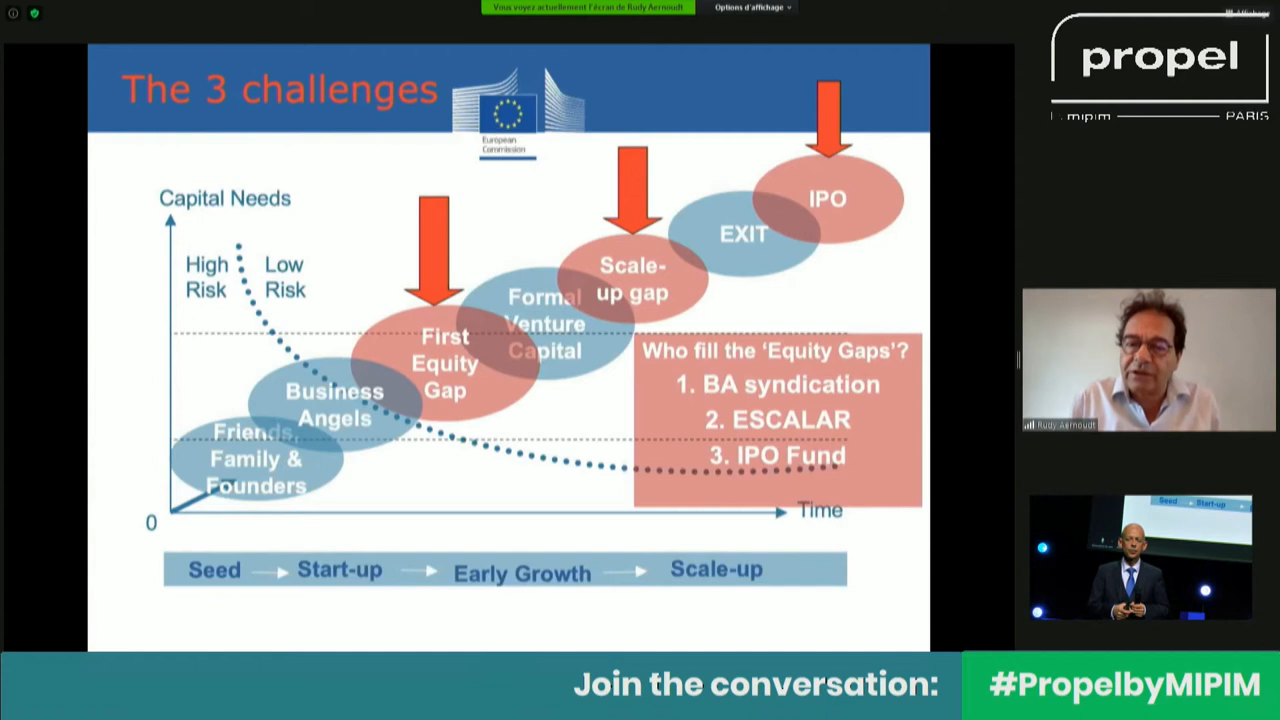 Vous voyez actuellement l'écran de Rudy Aernoudt
Options d'affichage
Affichage
propel
mipim
PARIS
The 3 challenges
European
Commission
Capital Needs
High
Risk
Low
Risk
IPO
EXIT
Scale-
up gap
Formal
Venture
Capital
First
Equity
Gap
Business
Angels
Friends,
Family &
Founders
Who fill the 'Equity Gaps'?
1. BA syndication
2. ESCALAR
3. IPO Fund
0
Time
Seed
Start-up
Early Growth
Scale-up
Rudy Aernoudt
Seed
Start-up
Join the conversation:
#PropelbyMIPIM